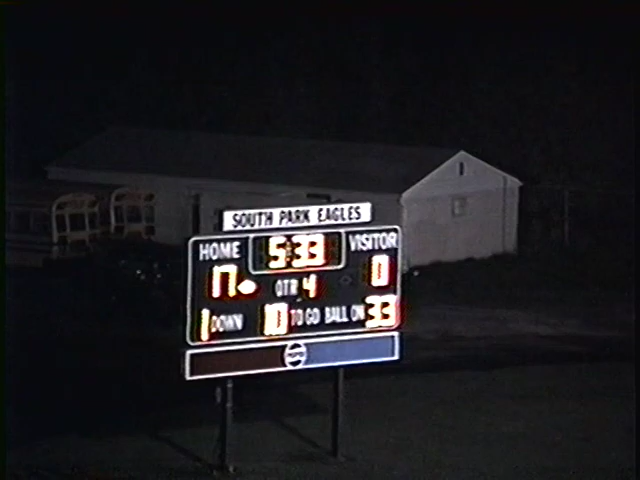 SOUTH PARK EAGLES
HOME 5:33 VISITOR
17 QTR 4 0
1 DOWN 10 TO GO BALL ON 33
PEPSI